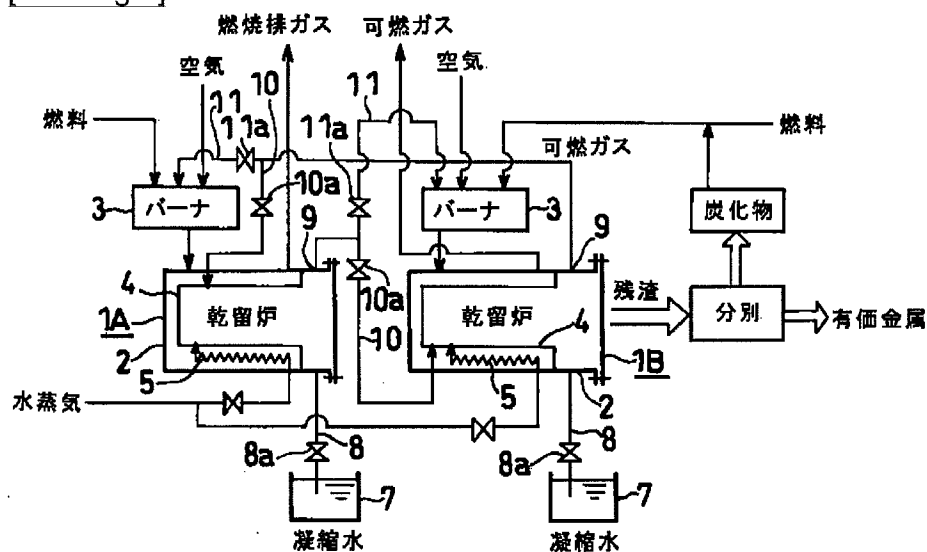 燃焼排ガス
可燃ガス
空気
10
空気
11
11
11a
燃料
11a
可燃ガス
燃料
10a
3
バーナ
バーナ
3
炭化物
9
9
4
10a
残渣
1A
乾留炉
乾留炉
4
分別
有価金属
10
2
5
5
1B
水蒸気
2
8
8
8a
8a
7
7
凝縮水
凝縮水